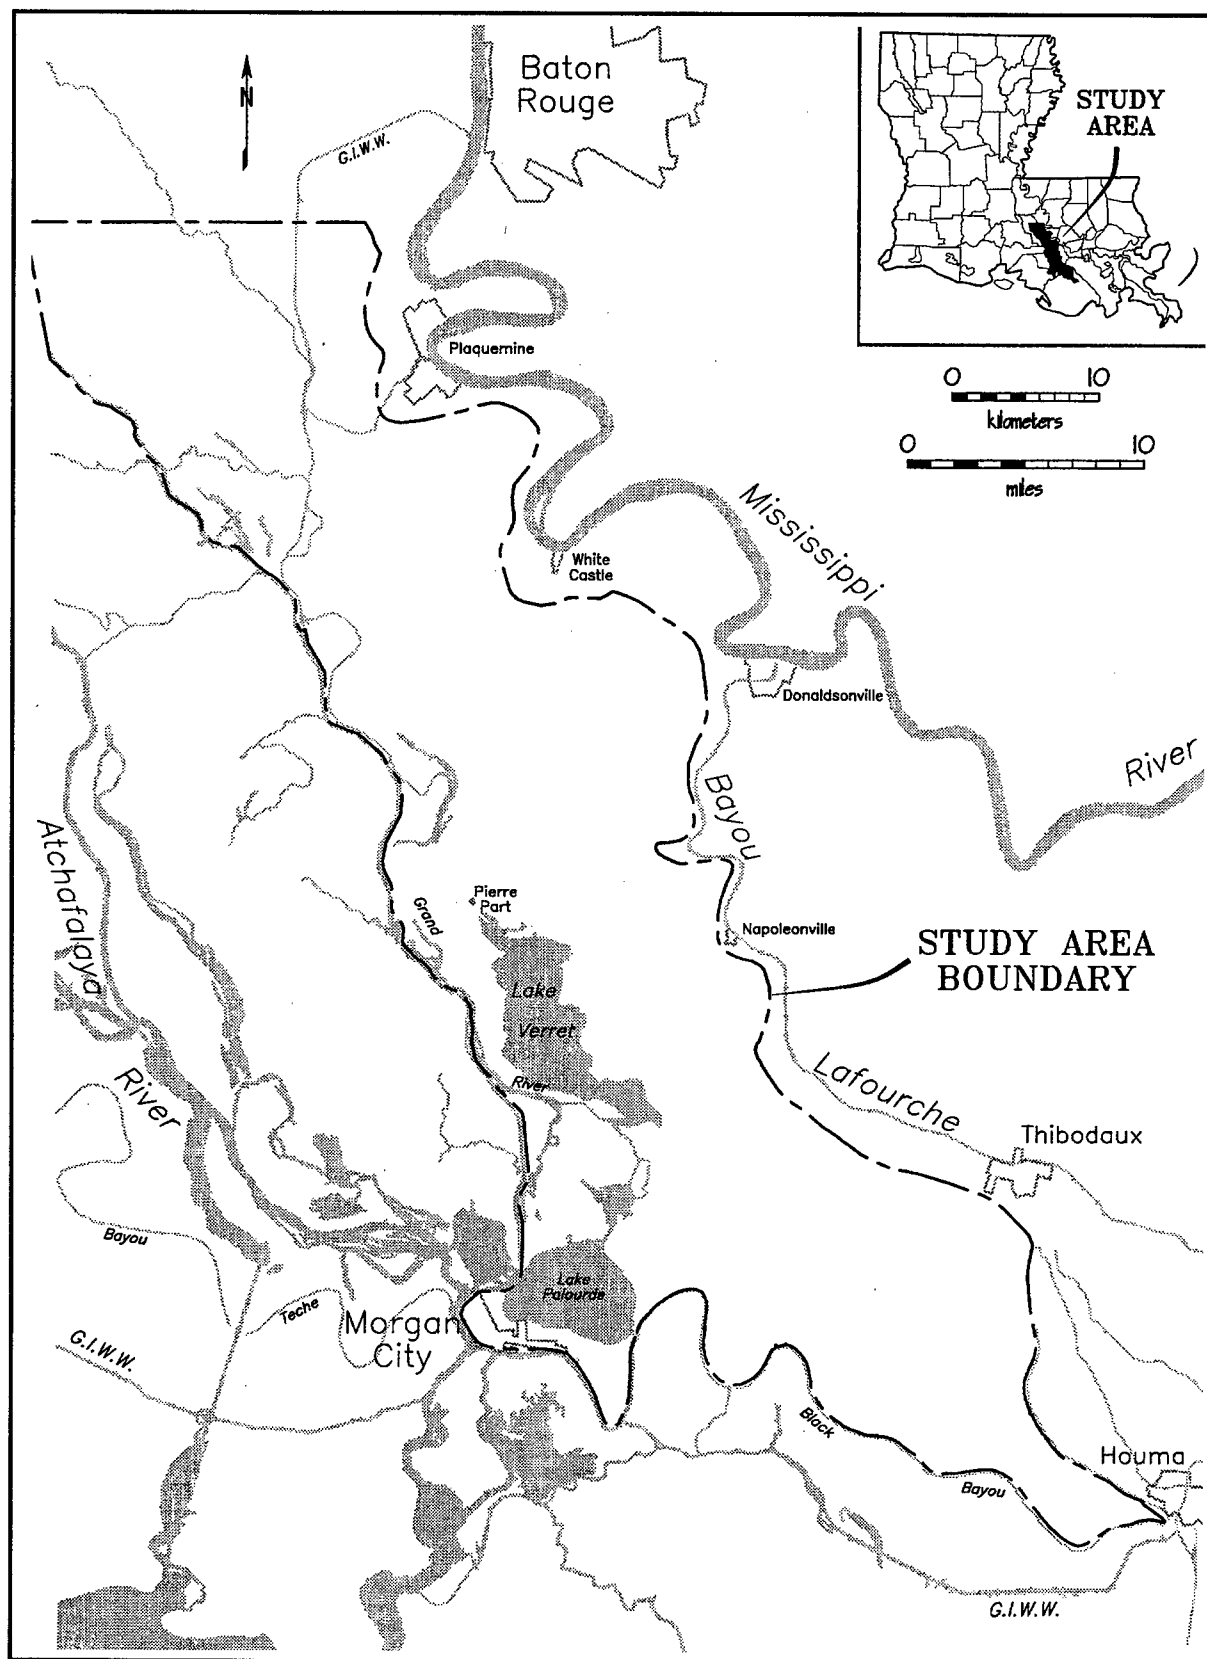 Baton
Rouge
N
G.I.W.W.
STUDY
AREA
Plaquemine
0 10
kilometers
0 10
miles
Mississippi
White
Castle
Donaldsonville
River
Bayou
Atchafalaya
Grand
Pierre
Part
Napoleonville
STUDY AREA
BOUNDARY
Lake
Verret
River
River
Lafourche
Thibodaux
Bayou
Lake
Palourde
Teche
Morgan
City
G.I.W.W.
Black
Houma
Bayou
G.I.W.W.